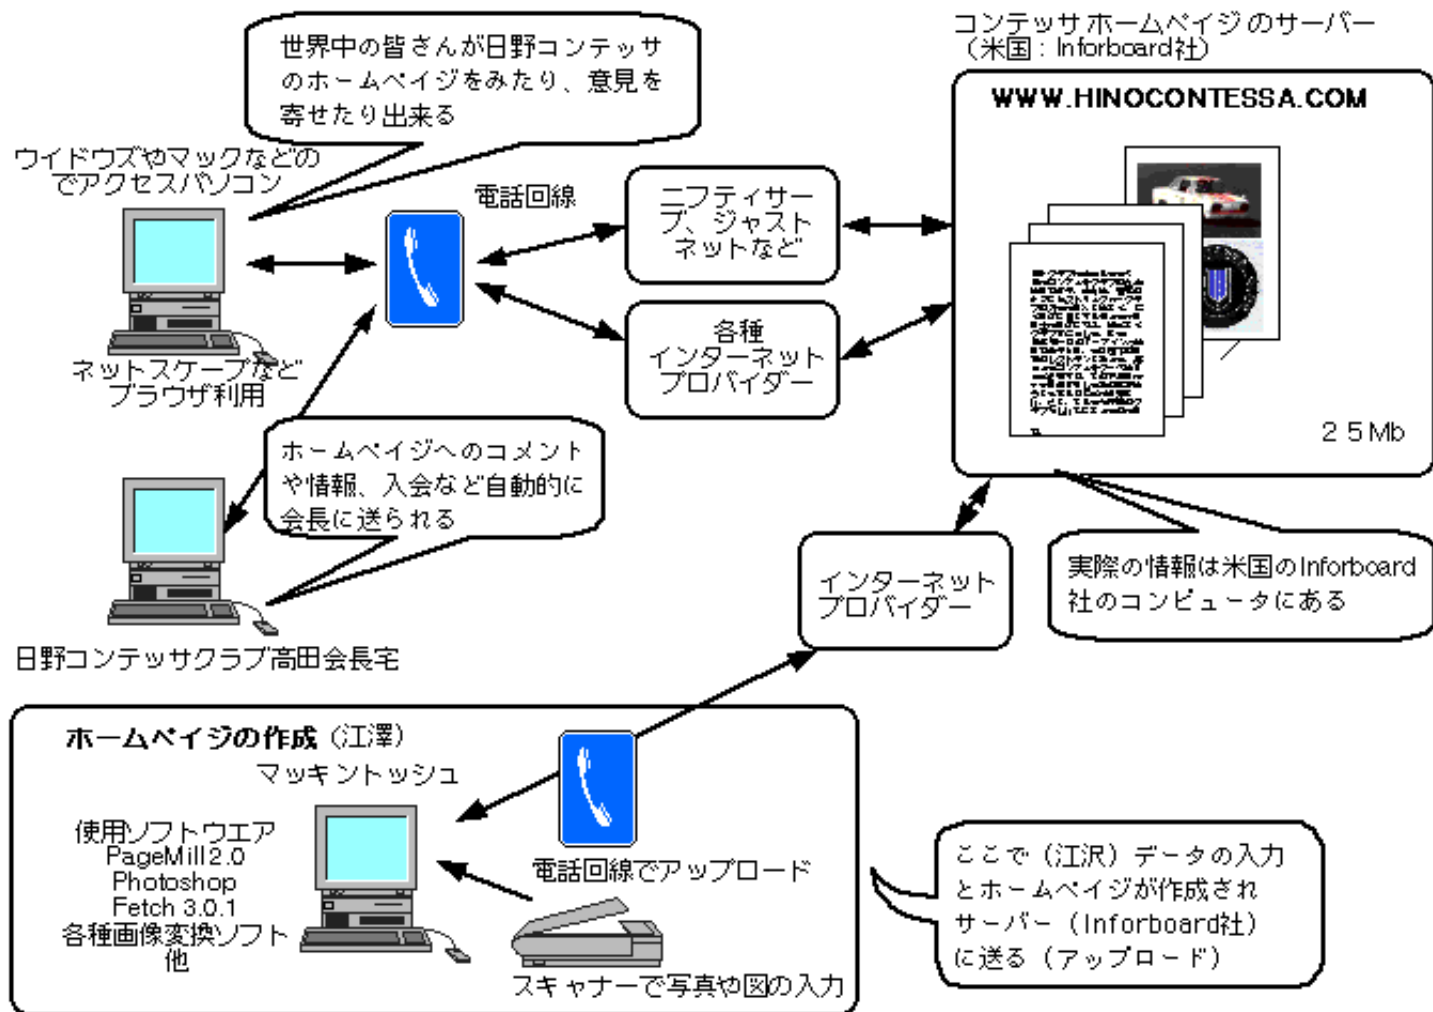 コンテッサホームペイジのサーバー
（米国：Inforboard社）
世界中の皆さんが日野コンテッサ
のホームペイジをみたり、意見を
寄せたり出来る
WWW.HINOCONTESSA.COM
ウイドウズやマックなどの
でアクセスパソコン
電話回線
ニフティサー
ブ、ジャスト
ネットなど
各種
インターネット
プロバイダー
ネットスケープなど
ブラウザ利用
25Mb
ホームペイジへのコメント
や情報、入会など自動的に
会長に送られる
インターネット
プロバイダー
実際の情報は米国のInforboard
社のコンピュータにある
日野コンテッサクラブ高田会長宅
ホームペイジの作成（江澤）
マッキントッシュ
使用ソフトウエア
PageMill2.0
Photoshop
Fetch 3.0.1
各種画像変換ソフト
他
電話回線でアップロード
スキャナーで写真や図の入力
ここで（江沢）データの入力
とホームペイジが作成され
サーバー（Inforboard社）
に送る（アップロード）